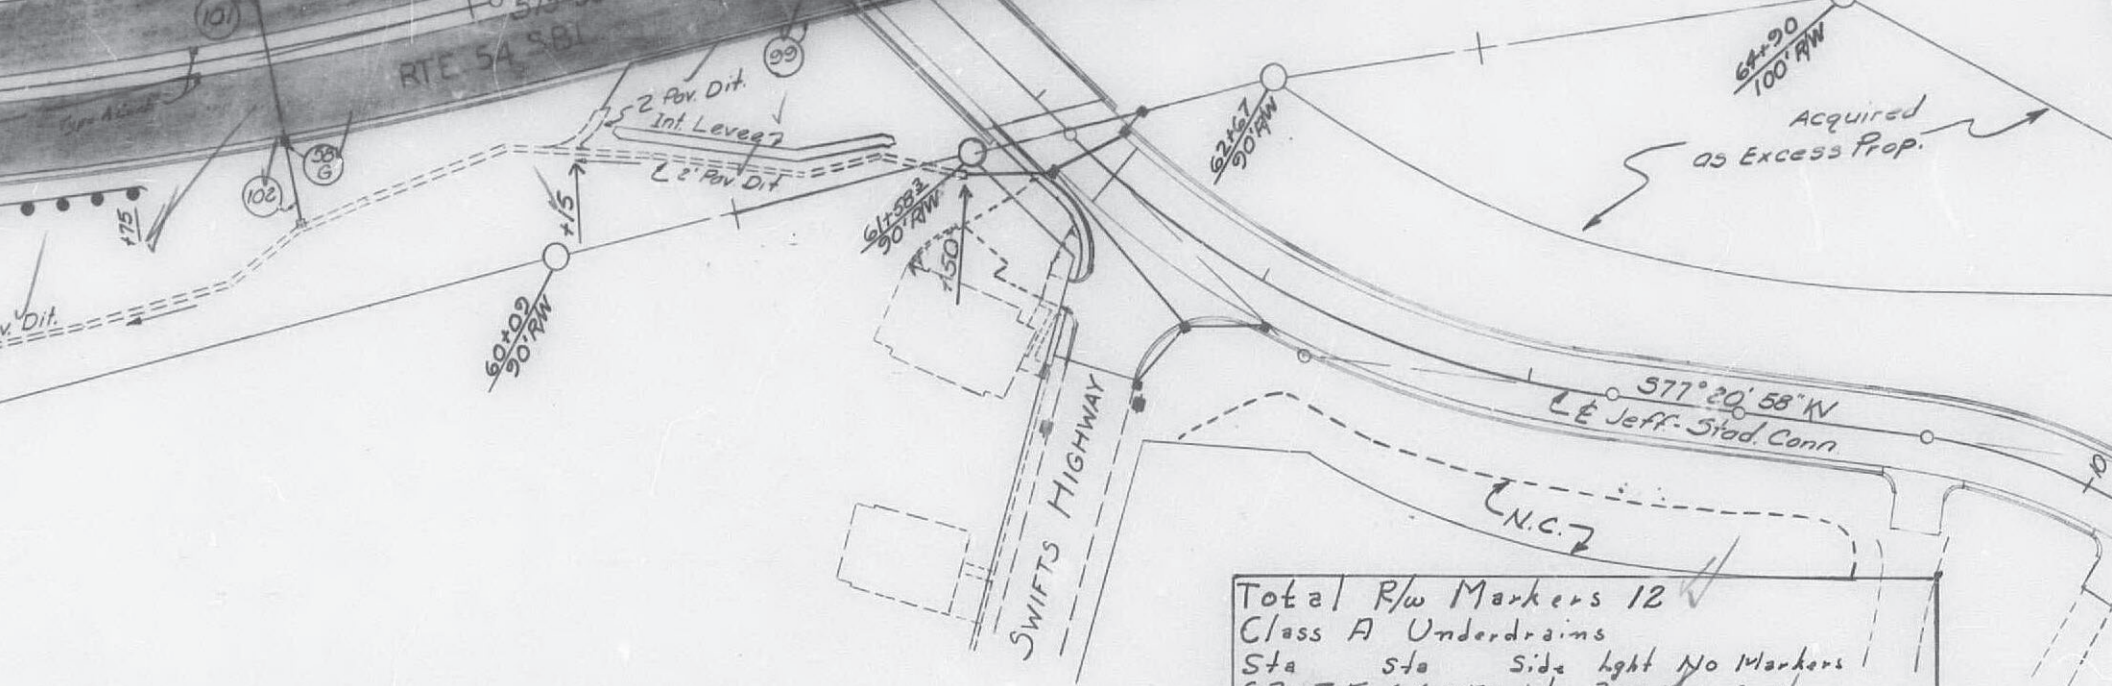 101
RTE. 54 SBL
99
64+90
100' R/W
2' Pav. Dit.
Int. Levee
Acquired
as Excess Prop.
62+67
90' R/W
58
G
102
℄ 2' Pav Dit
+75
+15
61+58
90' R/W
+50
v. Dit.
60+09
90' R/W
S77° 20' 58" W
℄ Jeff-Stad. Conn.
10
SWIFTS HIGHWAY
N.C.
Total R/w Markers 12
Class A Underdrains
Sta Sta Side Lght No Markers